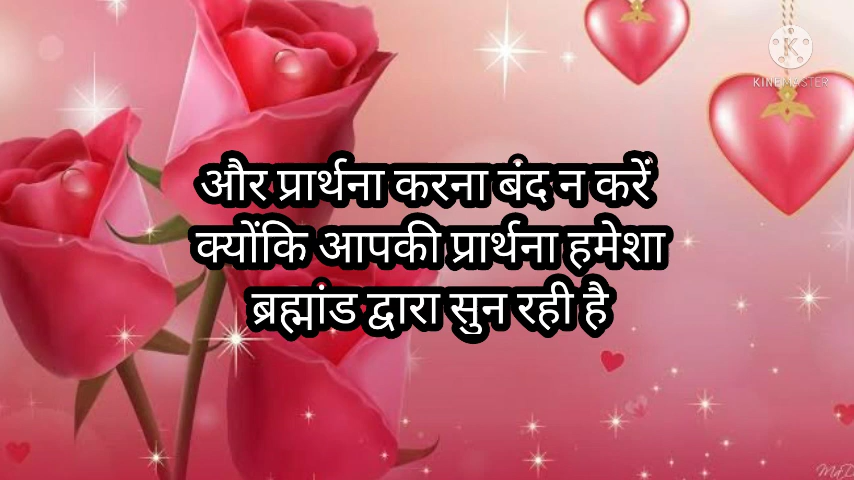 KINEMASTER
और प्रार्थना करना बंद न करें
क्योंकि आपकी प्रार्थना हमेशा
ब्रह्मांड द्वारा सुन रही है